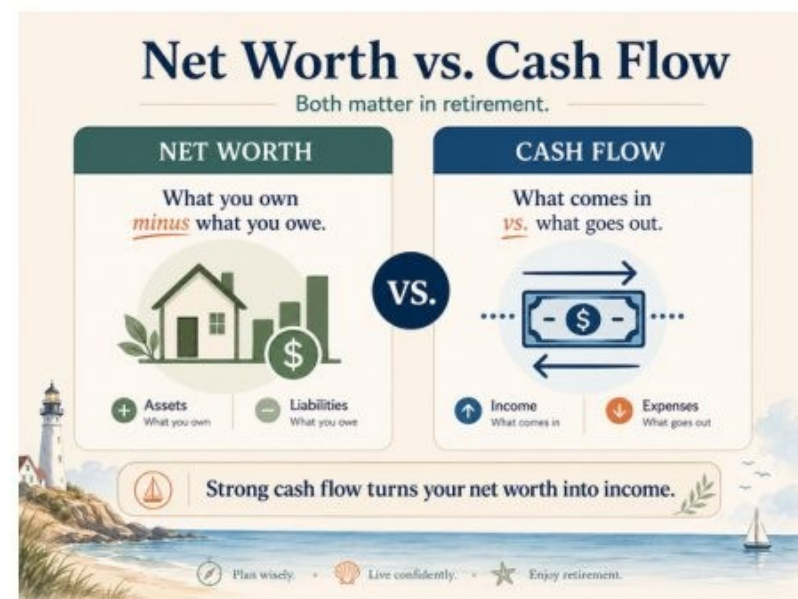 Net Worth vs. Cash Flow
Both matter in retirement.
NET WORTH
What you own
minus what you owe.
$
Assets
What you own
Liabilities
What you owe
VS.
CASH FLOW
What comes in
vs. what goes out.
$
Income
What comes in
Expenses
What goes out
Strong cash flow turns your net worth into income.
Plan wisely. • Live confidently. • Enjoy retirement.